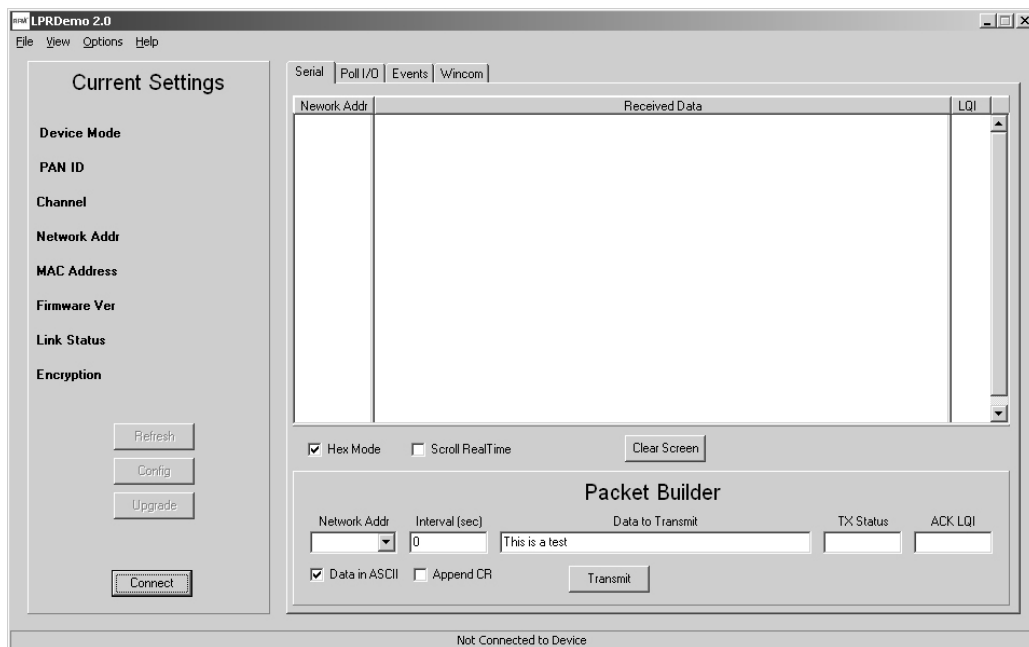 LPRDemo 2.0
File View Options Help
Current Settings
Device Mode
PAN ID
Channel
Network Addr
MAC Address
Firmware Ver
Link Status
Encryption
Refresh
Config
Upgrade
Connect
Serial Poll I/O Events Wincom
Nework Addr Received Data LQI
Hex Mode Scroll RealTime Clear Screen
Packet Builder
Network Addr Interval (sec) Data to Transmit TX Status ACK LQI
0 This is a test
Data in ASCII Append CR Transmit
Not Connected to Device